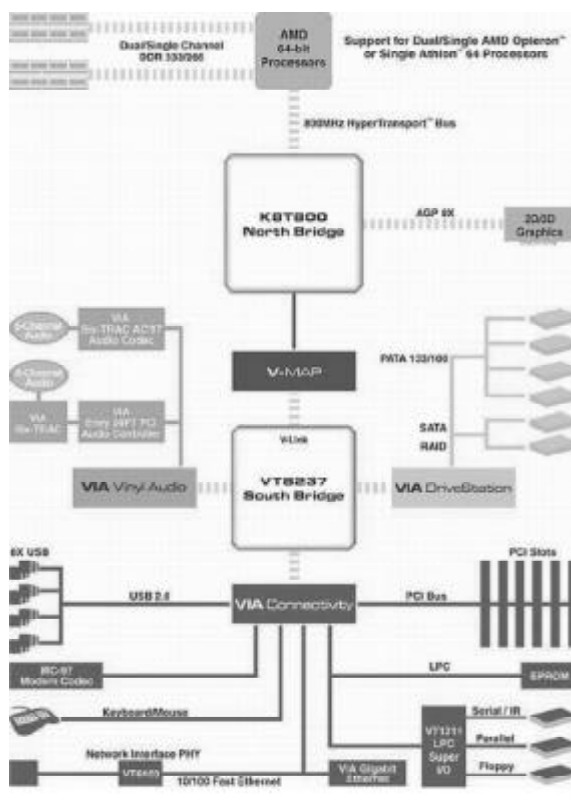 Dual/Single Channel
DDR 333/266
AMD
64-bit
Processors
Support for Dual/Single AMD Opteron™
or Single Athlon™ 64 Processors
800MHz HyperTransport™ Bus
K8T800
North Bridge
AGP 8X
2D/3D
Graphics
6-Channel
Audio
VIA
Six-TRAC AC'97
Audio Codec
V-MAP
PATA 133/100
Audio
VIA
Six-TRAC
VIA
Envy 24PT PCI
Audio Controller
SATA
RAID
V-Link
VT8237
South Bridge
VIA Vinyl Audio
VIA DriveStation
8X USB
PCI Slots
USB 2.0
VIA Connectivity
PCI Bus
MC-97
Modem Codec
LPC
EPROM
Keyboard/Mouse
Serial / IR
VT1211
LPC
Super
I/O
Parallel
Network Interface PHY
VT6103
10/100 Fast Ethernet
VIA Gigabit
Ethernet
Floppy